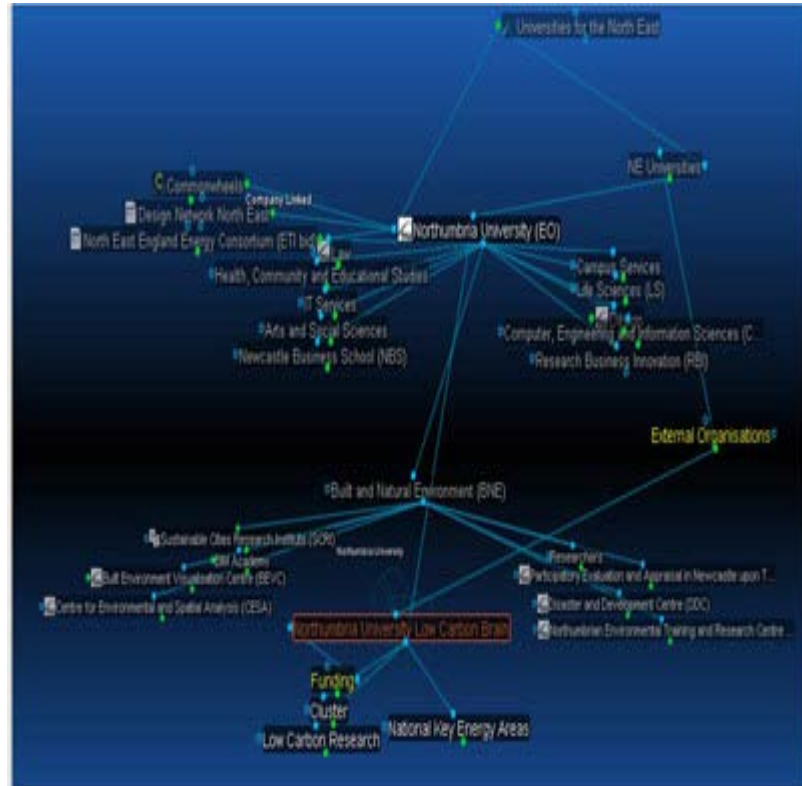 Universities for the North East
NE Universities
Commonwheels
Company Linked
Design Network North East
North East England Energy Consortium (ETI bid)
Northumbria University (EO)
Law
Health, Community and Educational Studies
IT Services
Arts and Social Sciences
Newcastle Business School (NBS)
Campus Services
Life Sciences (LS)
Computer, Engineering and Information Sciences (C...
Research Business Innovation (RBI)
External Organisations
Built and Natural Environment (BNE)
Sustainable Cities Research Institute (SCRI)
BIM Academy
Northumbria University
Built Environment Visualisation Centre (BEVC)
Centre for Environmental and Spatial Analysis (CESA)
Researchers
Participatory Evaluation and Appraisal in Newcastle upon T...
Disaster and Development Centre (DDC)
Northumbrian Environmental Training and Research Centre ...
Northumbria University Low Carbon Brain
Funding
Cluster
Low Carbon Research
National Key Energy Areas